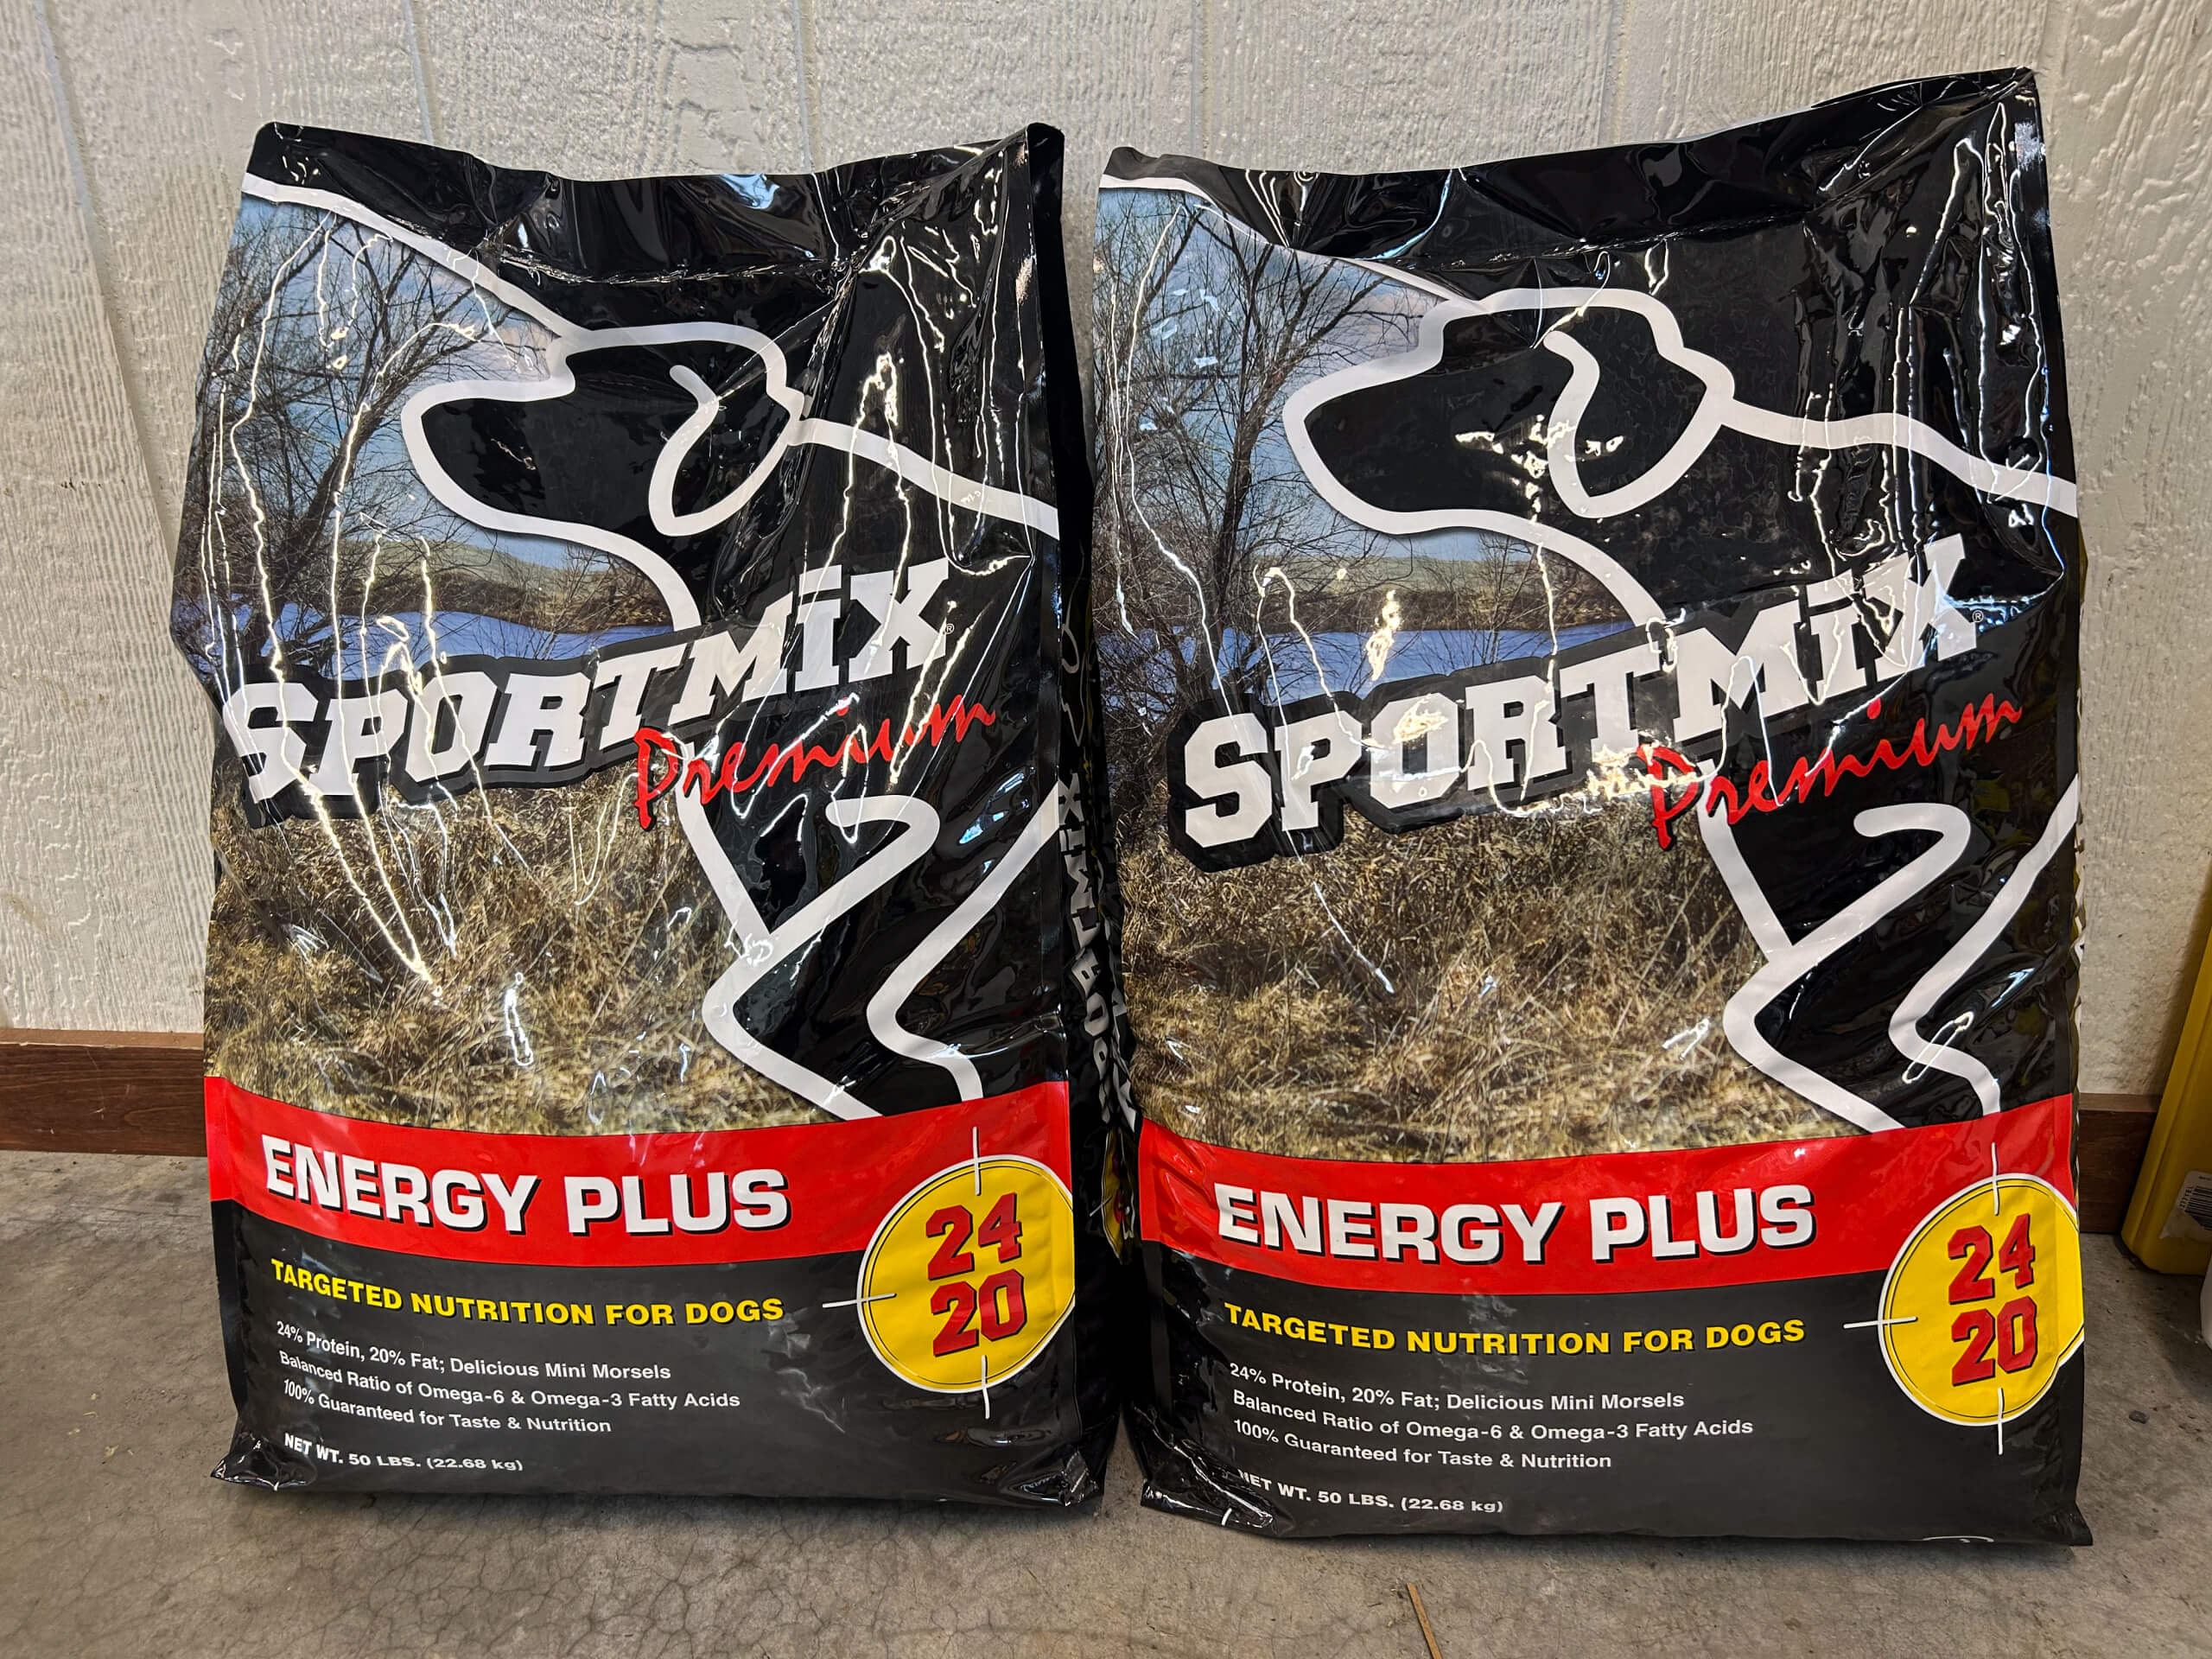 SPORTMiX®
Premium
ENERGY PLUS
24
20
TARGETED NUTRITION FOR DOGS
24% Protein, 20% Fat; Delicious Mini Morsels
Balanced Ratio of Omega-6 & Omega-3 Fatty Acids
100% Guaranteed for Taste & Nutrition
NET WT. 50 LBS. (22.68 kg)
SPORTMiX
SPORTMiX®
Premium
ENERGY PLUS
24
20
TARGETED NUTRITION FOR DOGS
24% Protein, 20% Fat; Delicious Mini Morsels
Balanced Ratio of Omega-6 & Omega-3 Fatty Acids
100% Guaranteed for Taste & Nutrition
NET WT. 50 LBS. (22.68 kg)